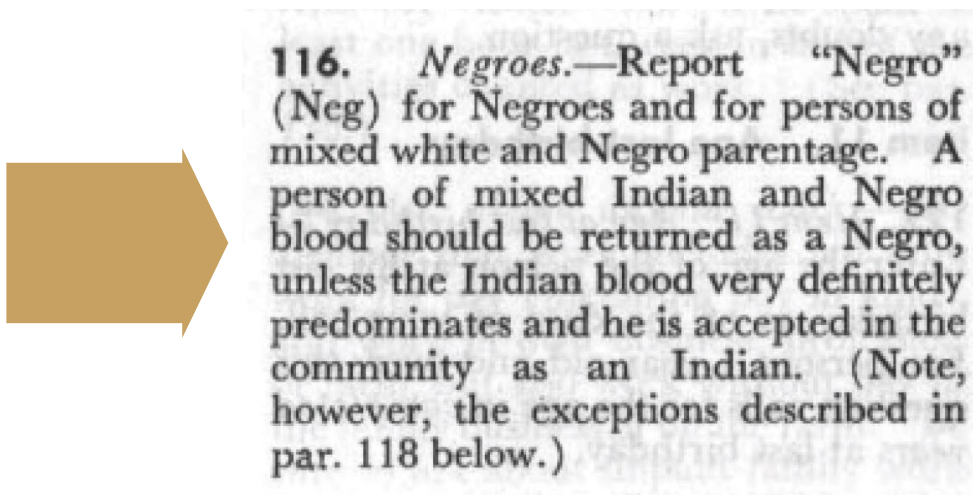 116. Negroes.—Report “Negro”
(Neg) for Negroes and for persons of
mixed white and Negro parentage. A
person of mixed Indian and Negro
blood should be returned as a Negro,
unless the Indian blood very definitely
predominates and he is accepted in the
community as an Indian. (Note,
however, the exceptions described in
par. 118 below.)